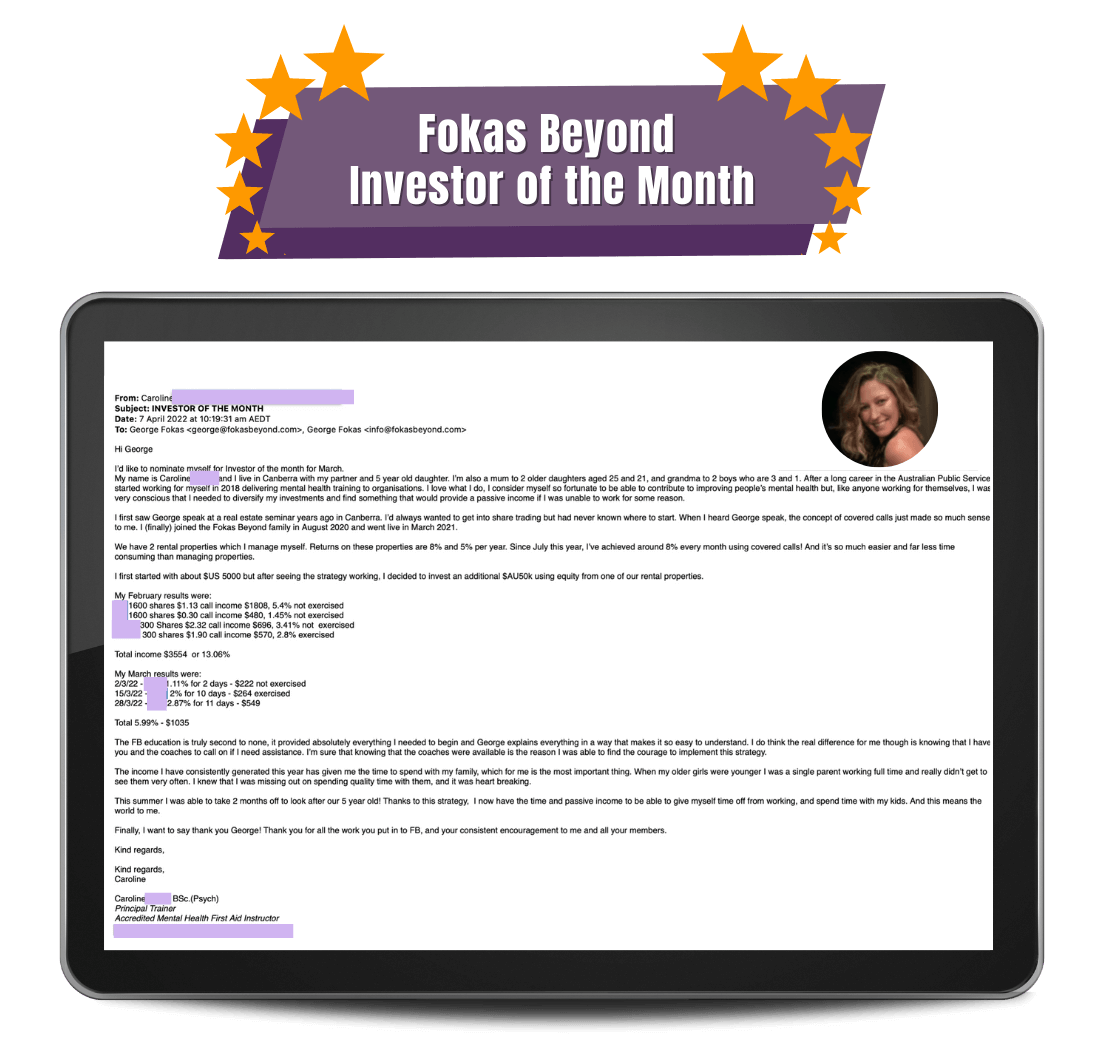 Fokas Beyond
Investor of the Month
From: Caroline
Subject: INVESTOR OF THE MONTH
Date: 7 April 2022 at 10:19:31 am AEDT
To: George Fokas <george@fokasbeyond.com>, George Fokas <info@fokasbeyond.com>
Hi George
I'd like to nominate myself for Investor of the month for March.
My name is Caroline and I live in Canberra with my partner and 5 year old daughter. I'm also a mum to 2 older daughters aged 25 and 21, and grandma to 2 boys who are 3 and 1. After a long career in the Australian Public Service
started working for myself in 2018 delivering mental health training to organisations. I love what I do, I consider myself so fortunate to be able to contribute to improving people's mental health but, like anyone working for themselves, I was
very conscious that I needed to diversify my investments and find something that would provide a passive income if I was unable to work for some reason.
I first saw George speak at a real estate seminar years ago in Canberra. I'd always wanted to get into share trading but had never known where to start. When I heard George speak, the concept of covered calls just made so much sense
to me. I (finally) joined the Fokas Beyond family in August 2020 and went live in March 2021.
We have 2 rental properties which I manage myself. Returns on these properties are 8% and 5% per year. Since July this year, I've achieved around 8% every month using covered calls! And it's so much easier and far less time
consuming than managing properties.
I first started with about $US 5000 but after seeing the strategy working, I decided to invest an additional $AU50k using equity from one of our rental properties.
My February results were:
1600 shares $1.13 call income $1808, 5.4% not exercised
1600 shares $0.30 call income $480, 1.45% not exercised
300 Shares $2.32 call income $696, 3.41% not  exercised
300 shares $1.90 call income $570, 2.8% exercised
Total income $3554  or 13.06%
My March results were:
2/3/22 - 1.11% for 2 days - $222 not exercised
15/3/22 - 2% for 10 days - $264 exercised
28/3/22 - 2.87% for 11 days - $549
Total 5.99% - $1035
The FB education is truly second to none, it provided absolutely everything I needed to begin and George explains everything in a way that makes it so easy to understand. I do think the real difference for me though is knowing that I have
you and the coaches to call on if I need assistance. I'm sure that knowing that the coaches were available is the reason I was able to find the courage to implement this strategy.
The income I have consistently generated this year has given me the time to spend with my family, which for me is the most important thing. When my older girls were younger I was a single parent working full time and really didn't get to
see them very often. I knew that I was missing out on spending quality time with them, and it was heart breaking.
This summer I was able to take 2 months off to look after our 5 year old! Thanks to this strategy,  I now have the time and passive income to be able to give myself time off from working, and spend time with my kids. And this means the
world to me.
Finally, I want to say thank you George! Thank you for all the work you put in to FB, and your consistent encouragement to me and all your members.
Kind regards,
Kind regards,
Caroline
Caroline BSc.(Psych)
Principal Trainer
Accredited Mental Health First Aid Instructor